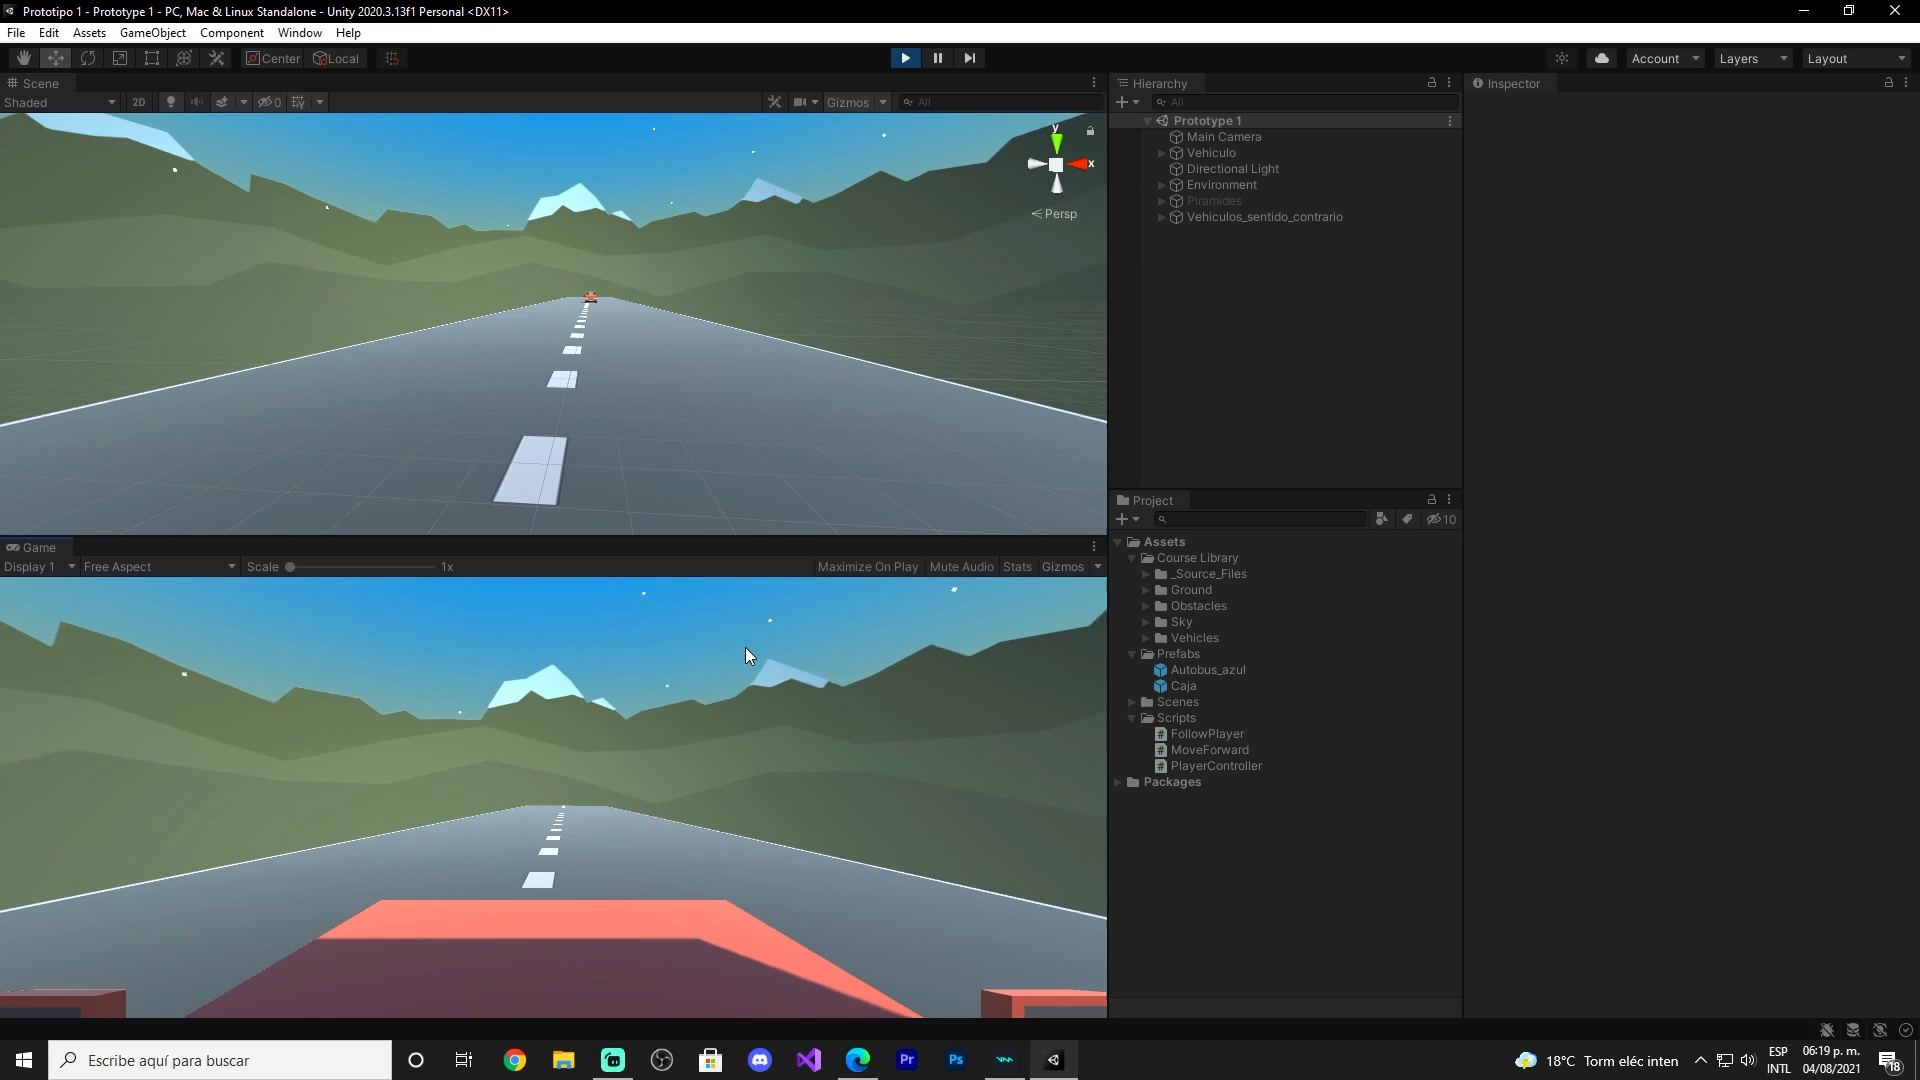 Prototipo 1 - Prototype 1 - PC, Mac & Linux Standalone - Unity 2020.3.13f1 Personal <DX11>
File Edit Assets GameObject Component Window Help
Center Local
Account Layers Layout
Scene
Shaded 2D 0 Gizmos All
y
x
Persp
Hierarchy
All
Prototype 1
Main Camera
Vehiculo
Directional Light
Environment
Piramides
Vehiculos_sentido_contrario
Inspector
Game
Display 1 Free Aspect Scale 1x Maximize On Play Mute Audio Stats Gizmos
Project
10
Assets
Course Library
_Source_Files
Ground
Obstacles
Sky
Vehicles
Prefabs
Autobus_azul
Caja
Scenes
Scripts
FollowPlayer
MoveForward
PlayerController
Packages
Escribe aquí para buscar
Pr
Ps
18°C Torm eléc inten
ESP
INTL
06:19 p. m.
04/08/2021
18